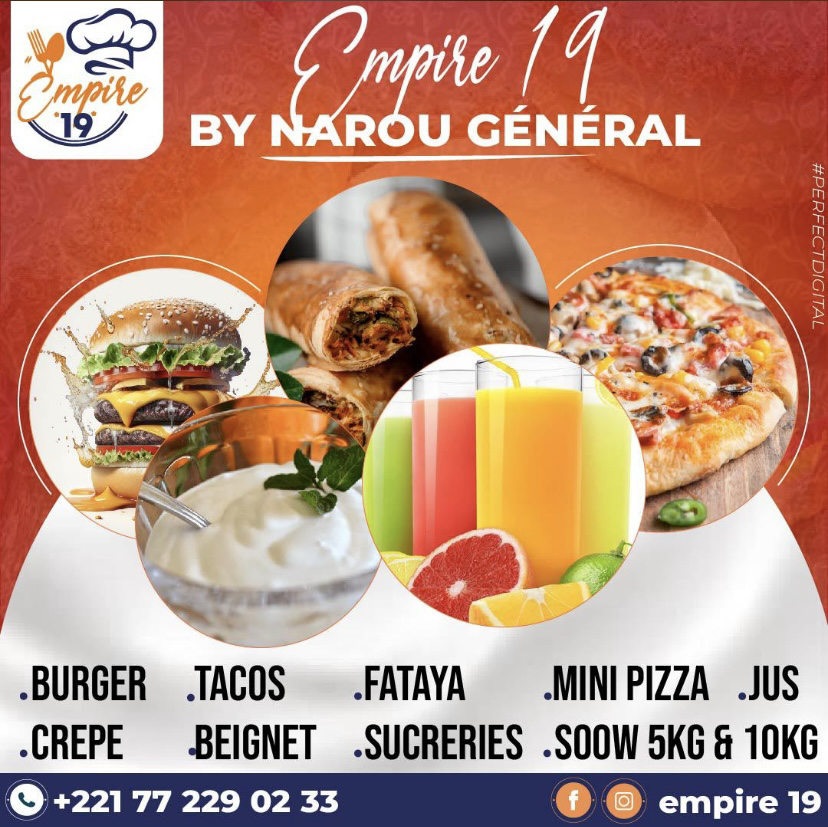 Empire
19
Empire 19
BY NAROU GÉNÉRAL
#PERFECTDIGITAL
.BURGER .TACOS .FATAYA .MINI PIZZA .JUS
.CREPE .BEIGNET .SUCRERIES .SOOW 5KG & 10KG
+221 77 229 02 33 empire 19